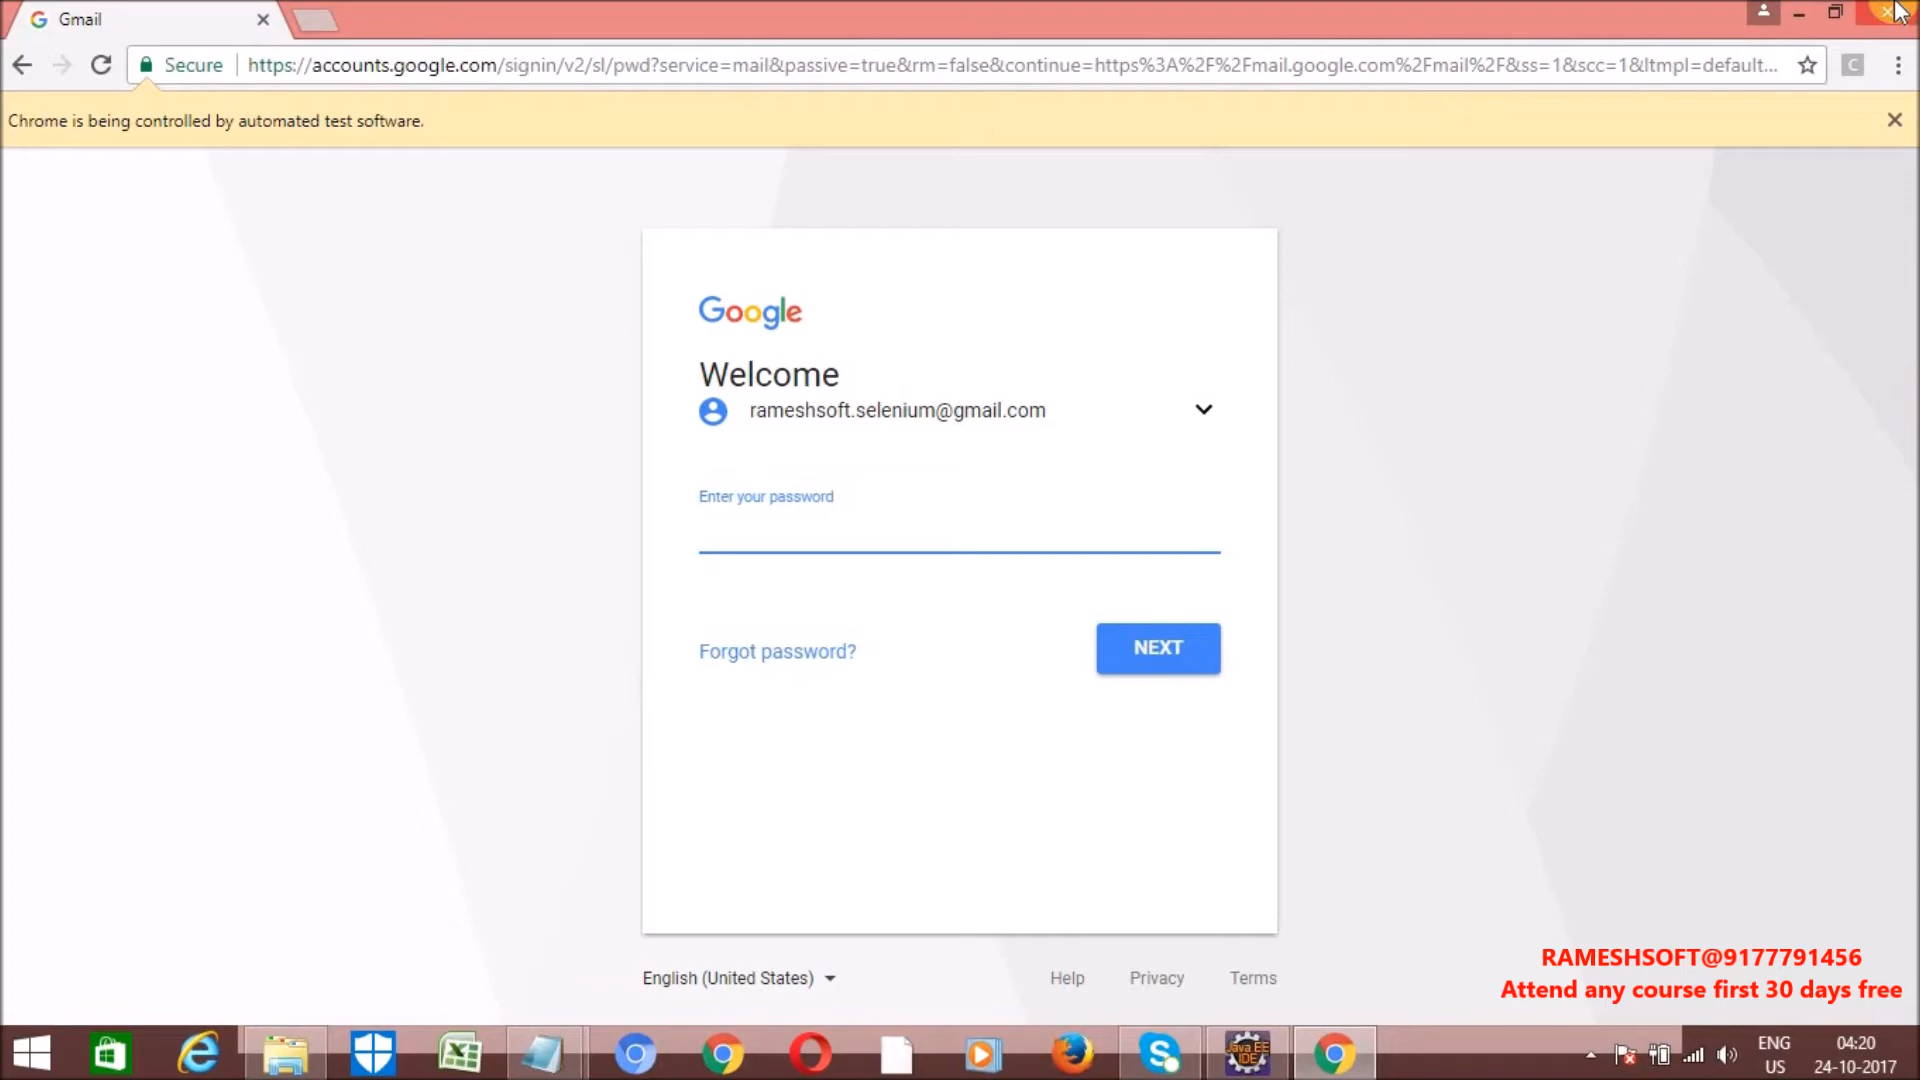 Gmail
Secure
https://accounts.google.com/signin/v2/sl/pwd?service=mail&passive=true&rm=false&continue=https%3A%2F%2Fmail.google.com%2Fmail%2F&ss=1&scc=1&ltmpl=default...
C
Chrome is being controlled by automated test software.
Google
Welcome
rameshsoft.selenium@gmail.com
Enter your password
Forgot password?
NEXT
English (United States)
Help
Privacy
Terms
RAMESHSOFT@9177791456
Attend any course first 30 days free
Java EE
IDE
ENG
US
04:20
24-10-2017